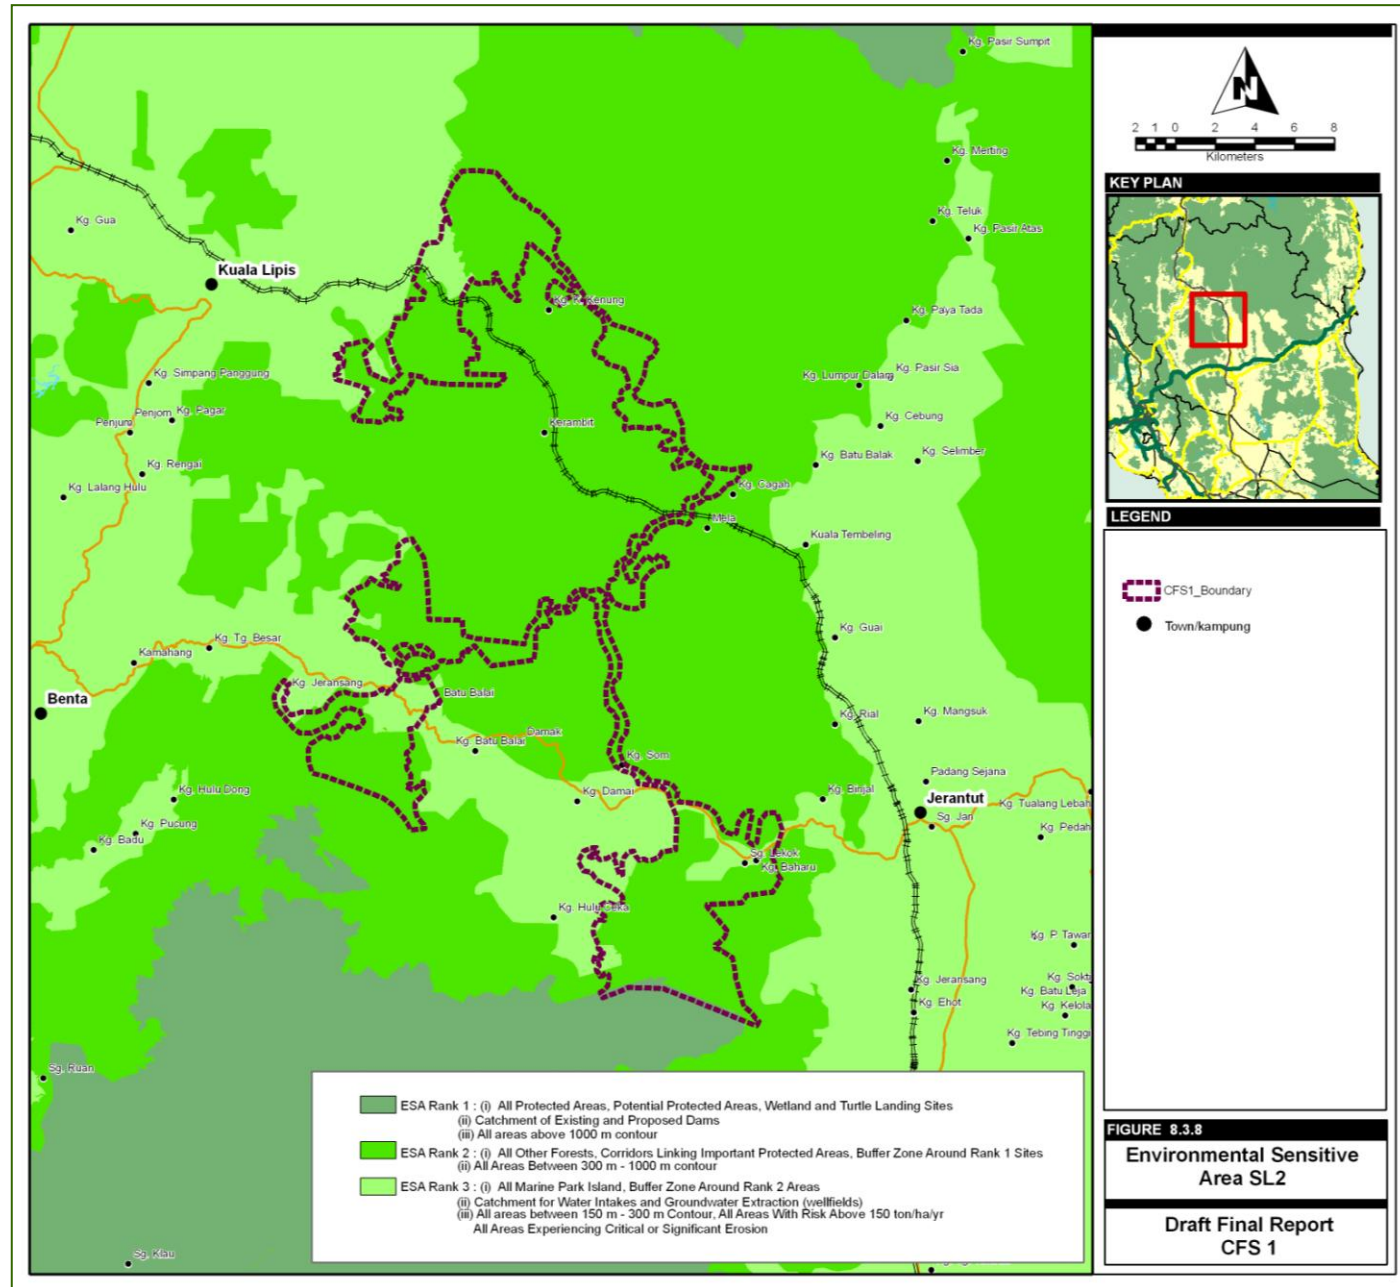 Kg. Pasir Sumpit
Kg. Merting
Kg. Teluk
Kg. Pasir Atas
Kg. Gua
Kuala Lipis
Kg. K. Kenung
Kg. Paya Tada
Kg. Simpang Panggung
Kg. Lumpur Dalam
Kg. Pasir Sia
Penjom
Kg. Pagar
Penjum
Kg. Cebung
Kerambit
Kg. Rengai
Kg. Batu Balak
Kg. Selimber
Kg. Lalang Hulu
Kg. Gagah
Mela
Kuala Tembeling
Kg. Tg. Besar
Kg. Guai
Kamahang
Kg. Jeransang
Batu Balai
Benta
Kg. Rial
Kg. Mangsuk
Damak
Kg. Batu Balai
Kg. Som
Padang Sejana
Kg. Hulu Dong
Kg. Damai
Kg. Binjal
Jerantut
Kg. Tualang Lebah
Kg. Pucung
Sg. Jan
Kg. Pedah
Kg. Badu
Sg. Lekok
Kg. Baharu
Kg. Hulu Ceka
Kg. P. Tawar
Kg. Jeransang
Kg. Batu Leja
Kg. Ehot
Kg. Kelola
Kg. Tebing Tinggi
Sg. Ruan
Sg. Klau
ESA Rank 1 : (i) All Protected Areas, Potential Protected Areas, Wetland and Turtle Landing Sites
(ii) Catchment of Existing and Proposed Dams
(iii) All areas above 1000 m contour
ESA Rank 2 : (i) All Other Forests, Corridors Linking Important Protected Areas, Buffer Zone Around Rank 1 Sites
(ii) All Areas Between 300 m - 1000 m contour
ESA Rank 3 : (i) All Marine Park Island, Buffer Zone Around Rank 2 Areas
(ii) Catchment for Water Intakes and Groundwater Extraction (wellfields)
(iii) All areas between 150 m - 300 m Contour, All Areas With Risk Above 150 ton/ha/yr
All Areas Experiencing Critical or Significant Erosion
N
2 1 0 2 4 6 8
Kilometers
KEY PLAN
LEGEND
CFS1_Boundary
Town/kampung
FIGURE 8.3.8
Environmental Sensitive
Area SL2
Draft Final Report
CFS 1